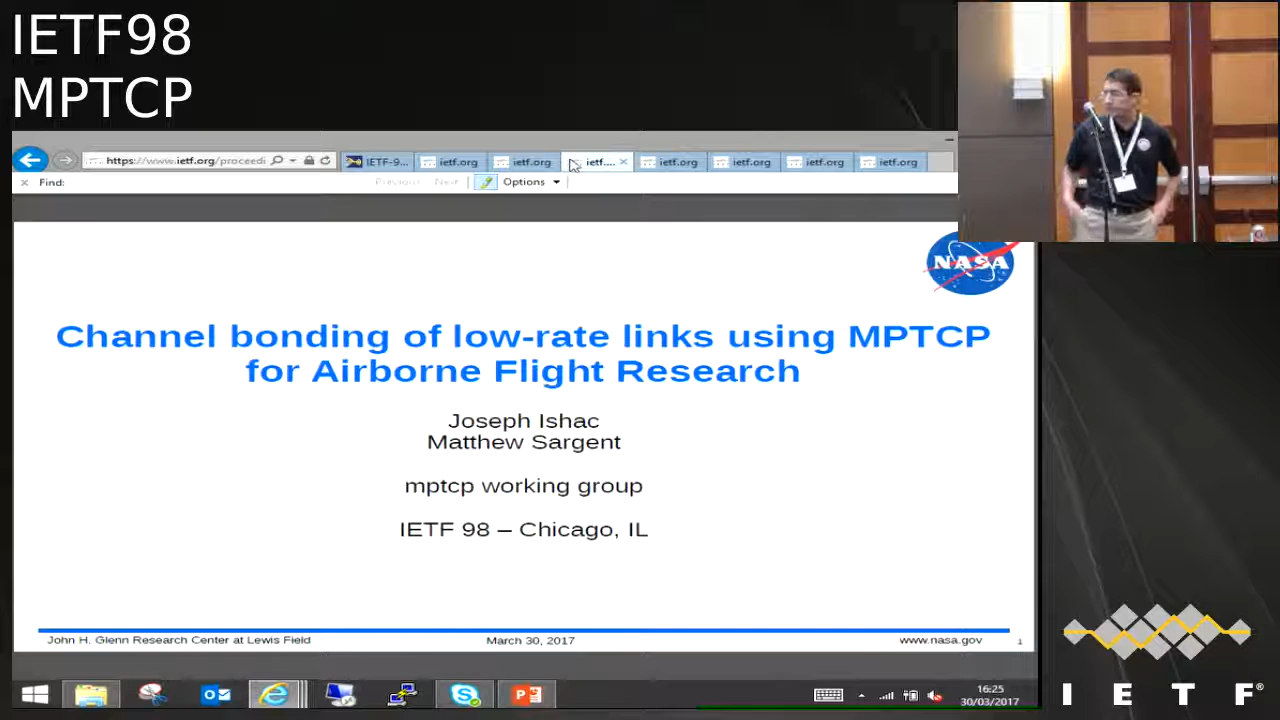 IETF98
MPTCP
https://www.ietf.org/proceedi
IETF-9...
ietf.org
ietf.org
ietf....
ietf.org
ietf.org
ietf.org
ietf.org
Find:
Previous
Next
Options
NASA
Channel bonding of low-rate links using MPTCP
for Airborne Flight Research
Joseph Ishac
Matthew Sargent
mptcp working group
IETF 98 – Chicago, IL
John H. Glenn Research Center at Lewis Field
March 30, 2017
www.nasa.gov
1
16:25
30/03/2017
I E T F®